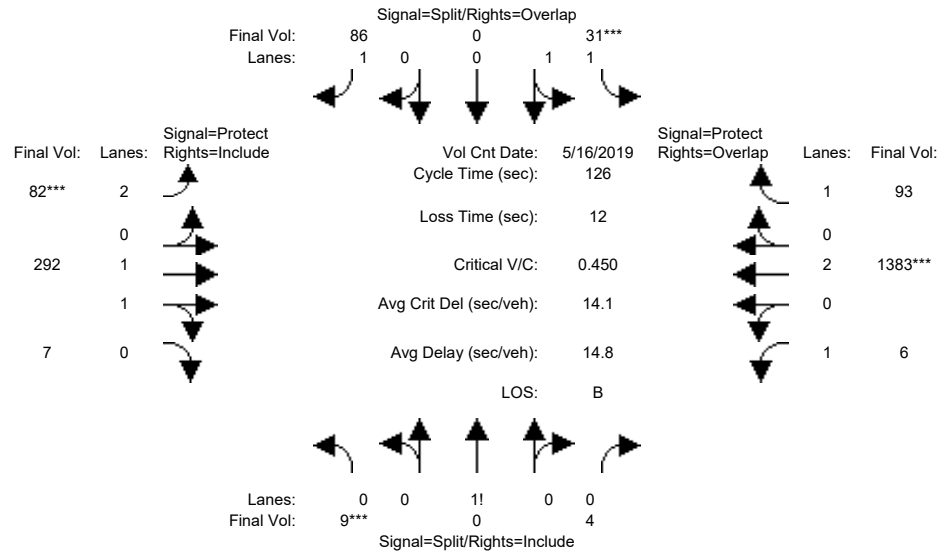 Signal=Split/Rights=Overlap
Final Vol: 86 0 31***
Lanes: 1 0 0 1 1
Signal=Protect Signal=Protect
Final Vol: Lanes: Rights=Include Vol Cnt Date: 5/16/2019 Rights=Overlap Lanes: Final Vol:
Cycle Time (sec): 126
82*** 2 1 93
Loss Time (sec): 12
0 0
292 1 Critical V/C: 0.450 2 1383***
1 Avg Crit Del (sec/veh): 14.1 0
7 0 Avg Delay (sec/veh): 14.8 1 6
LOS: B
Lanes: 0 0 1! 0 0
Final Vol: 9*** 0 4
Signal=Split/Rights=Include